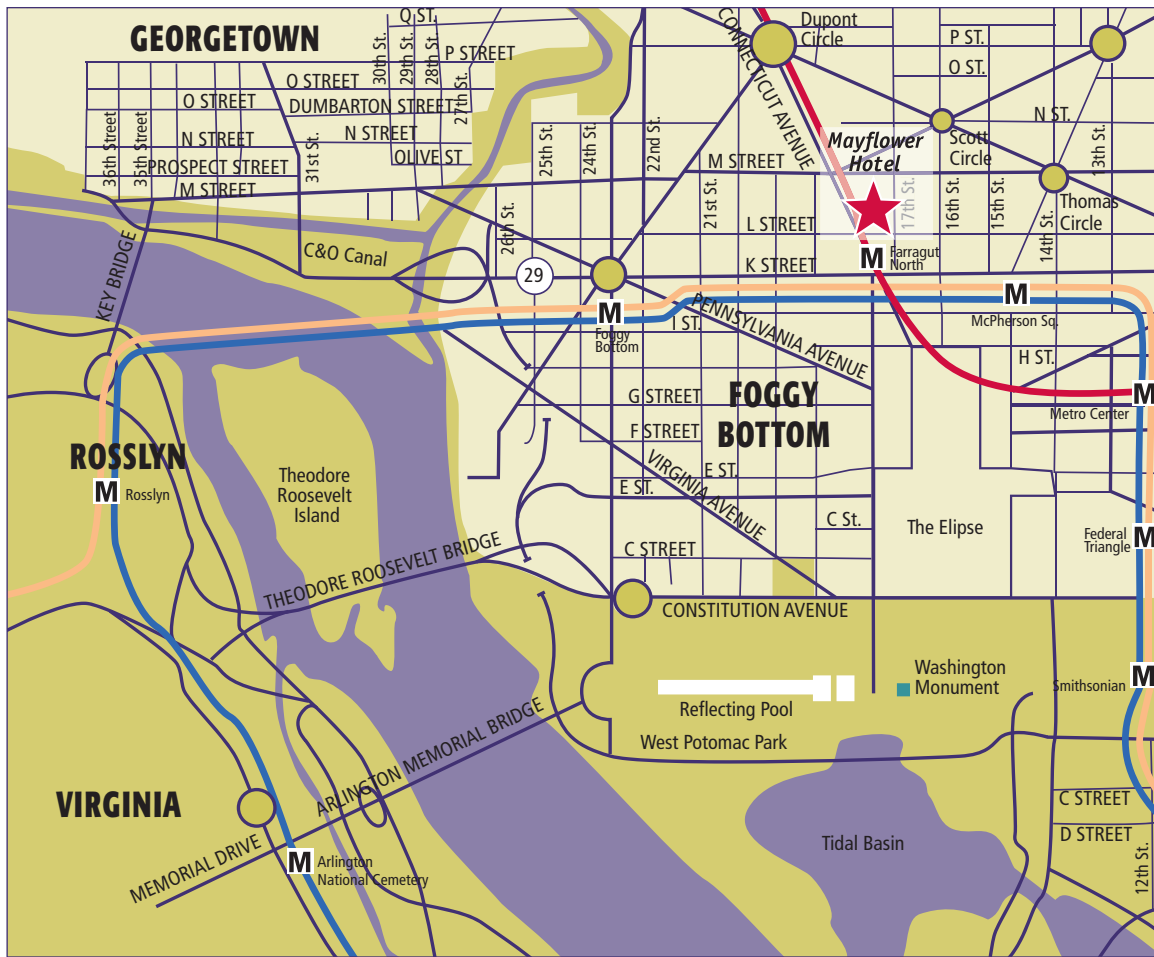 GEORGETOWN
Q ST.
30th St.
29th St.
28th St.
27th St.
P STREET
O STREET
O STREET
DUMBARTON STREET
N STREET
N STREET
OLIVE ST
PROSPECT STREET
M STREET
36th Street
35th Street
31st St.
CONNECTICUT AVENUE
Dupont
Circle
P ST.
O ST.
N ST.
Mayflower
Hotel
Scott
Circle
13th St.
25th St.
24th St.
22nd St.
M STREET
21st St.
L STREET
17th St.
16th St.
15th St.
14th St.
Thomas
Circle
26th St.
C&O Canal
KEY BRIDGE
29
K STREET
M
Farragut
North
M
Foggy
Bottom
I ST.
PENNSYLVANIA AVENUE
M
McPherson Sq.
H ST.
M
Metro Center
G STREET
FOGGY
BOTTOM
F STREET
VIRGINIA AVENUE
E ST.
E ST.
ROSSLYN
M
Rosslyn
Theodore
Roosevelt
Island
C St.
The Elipse
Federal
Triangle
M
C STREET
THEODORE ROOSEVELT BRIDGE
CONSTITUTION AVENUE
Washington
Monument
Smithsonian
M
Reflecting Pool
West Potomac Park
ARLINGTON MEMORIAL BRIDGE
VIRGINIA
MEMORIAL DRIVE
M
Arlington
National Cemetery
Tidal Basin
C STREET
D STREET
12th St.